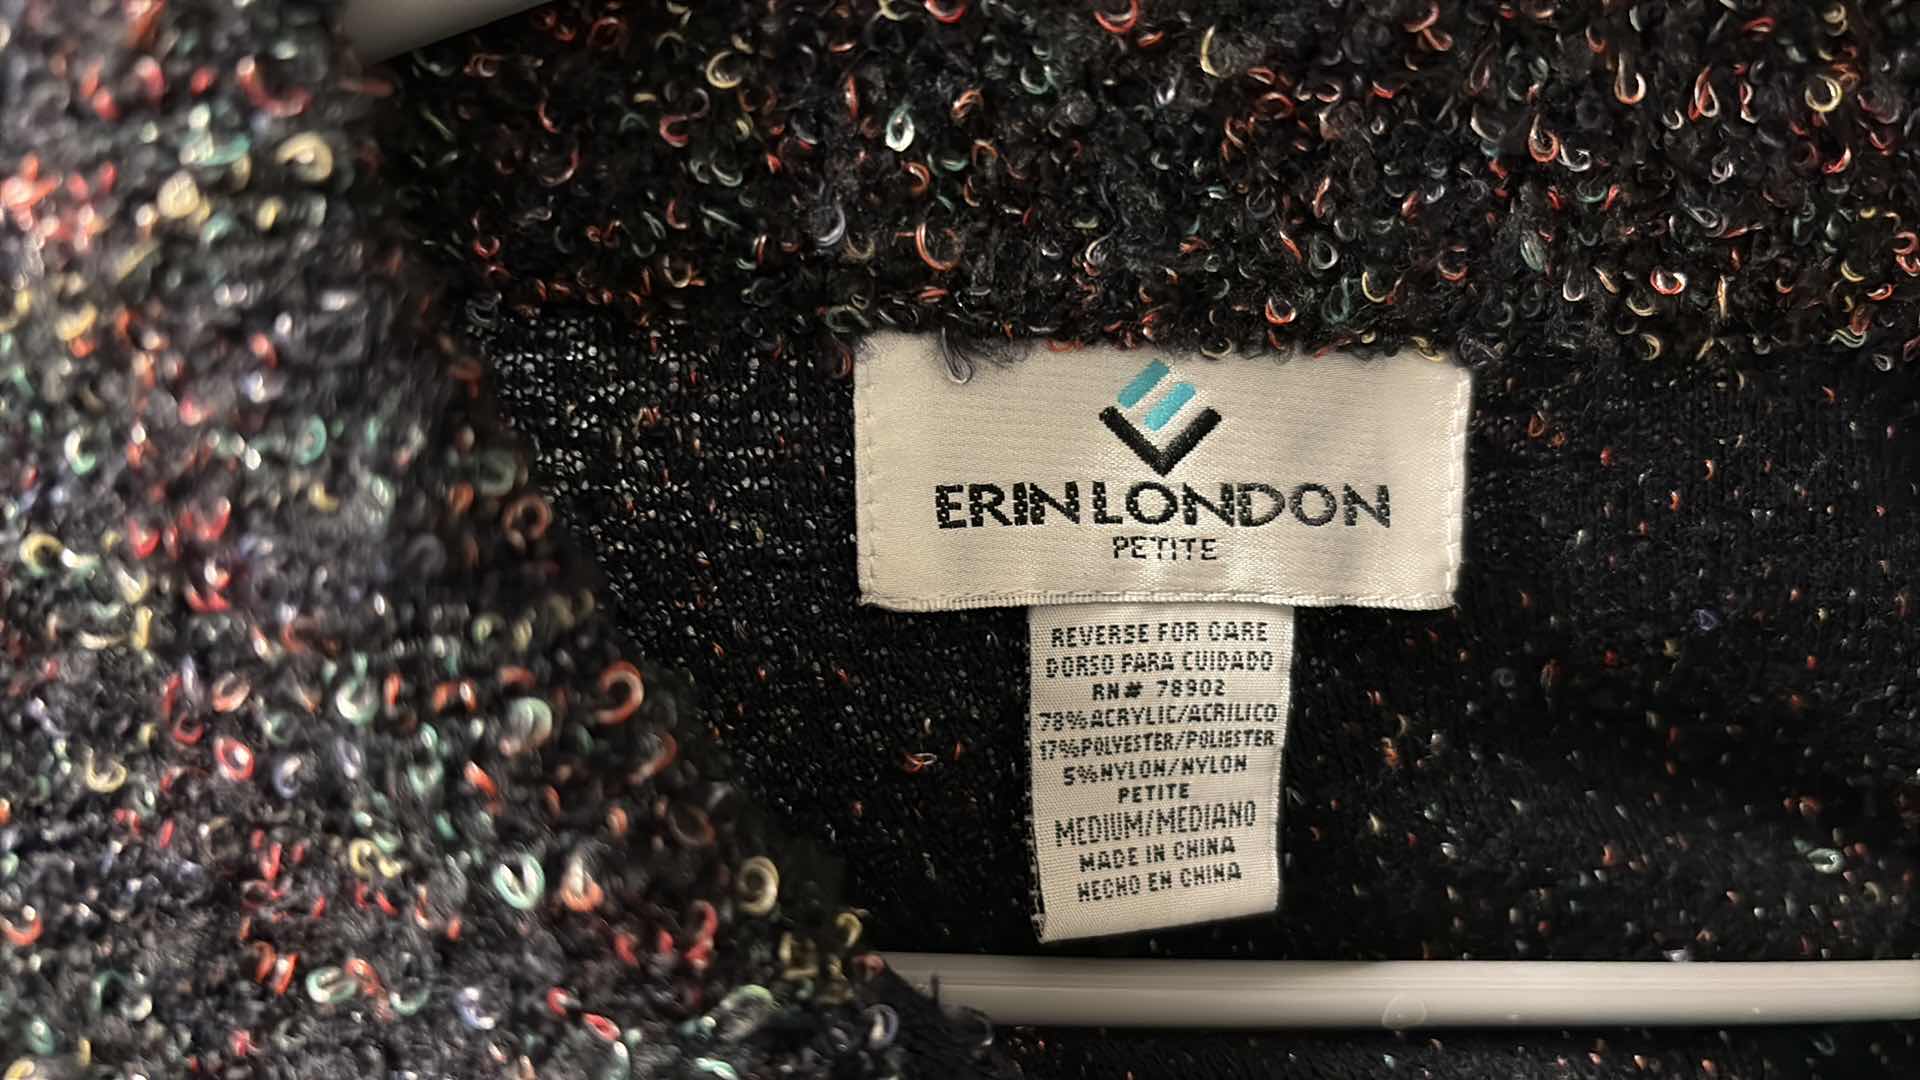 ERIN LONDON
PETITE
REVERSE FOR CARE
DORSO PARA CUIDADO
RN# 78902
78% ACRYLIC/ACRILICO
17% POLYESTER/POLIESTER
5% NYLON/NYLON
PETITE
MEDIUM/MEDIANO
MADE IN CHINA
HECHO EN CHINA